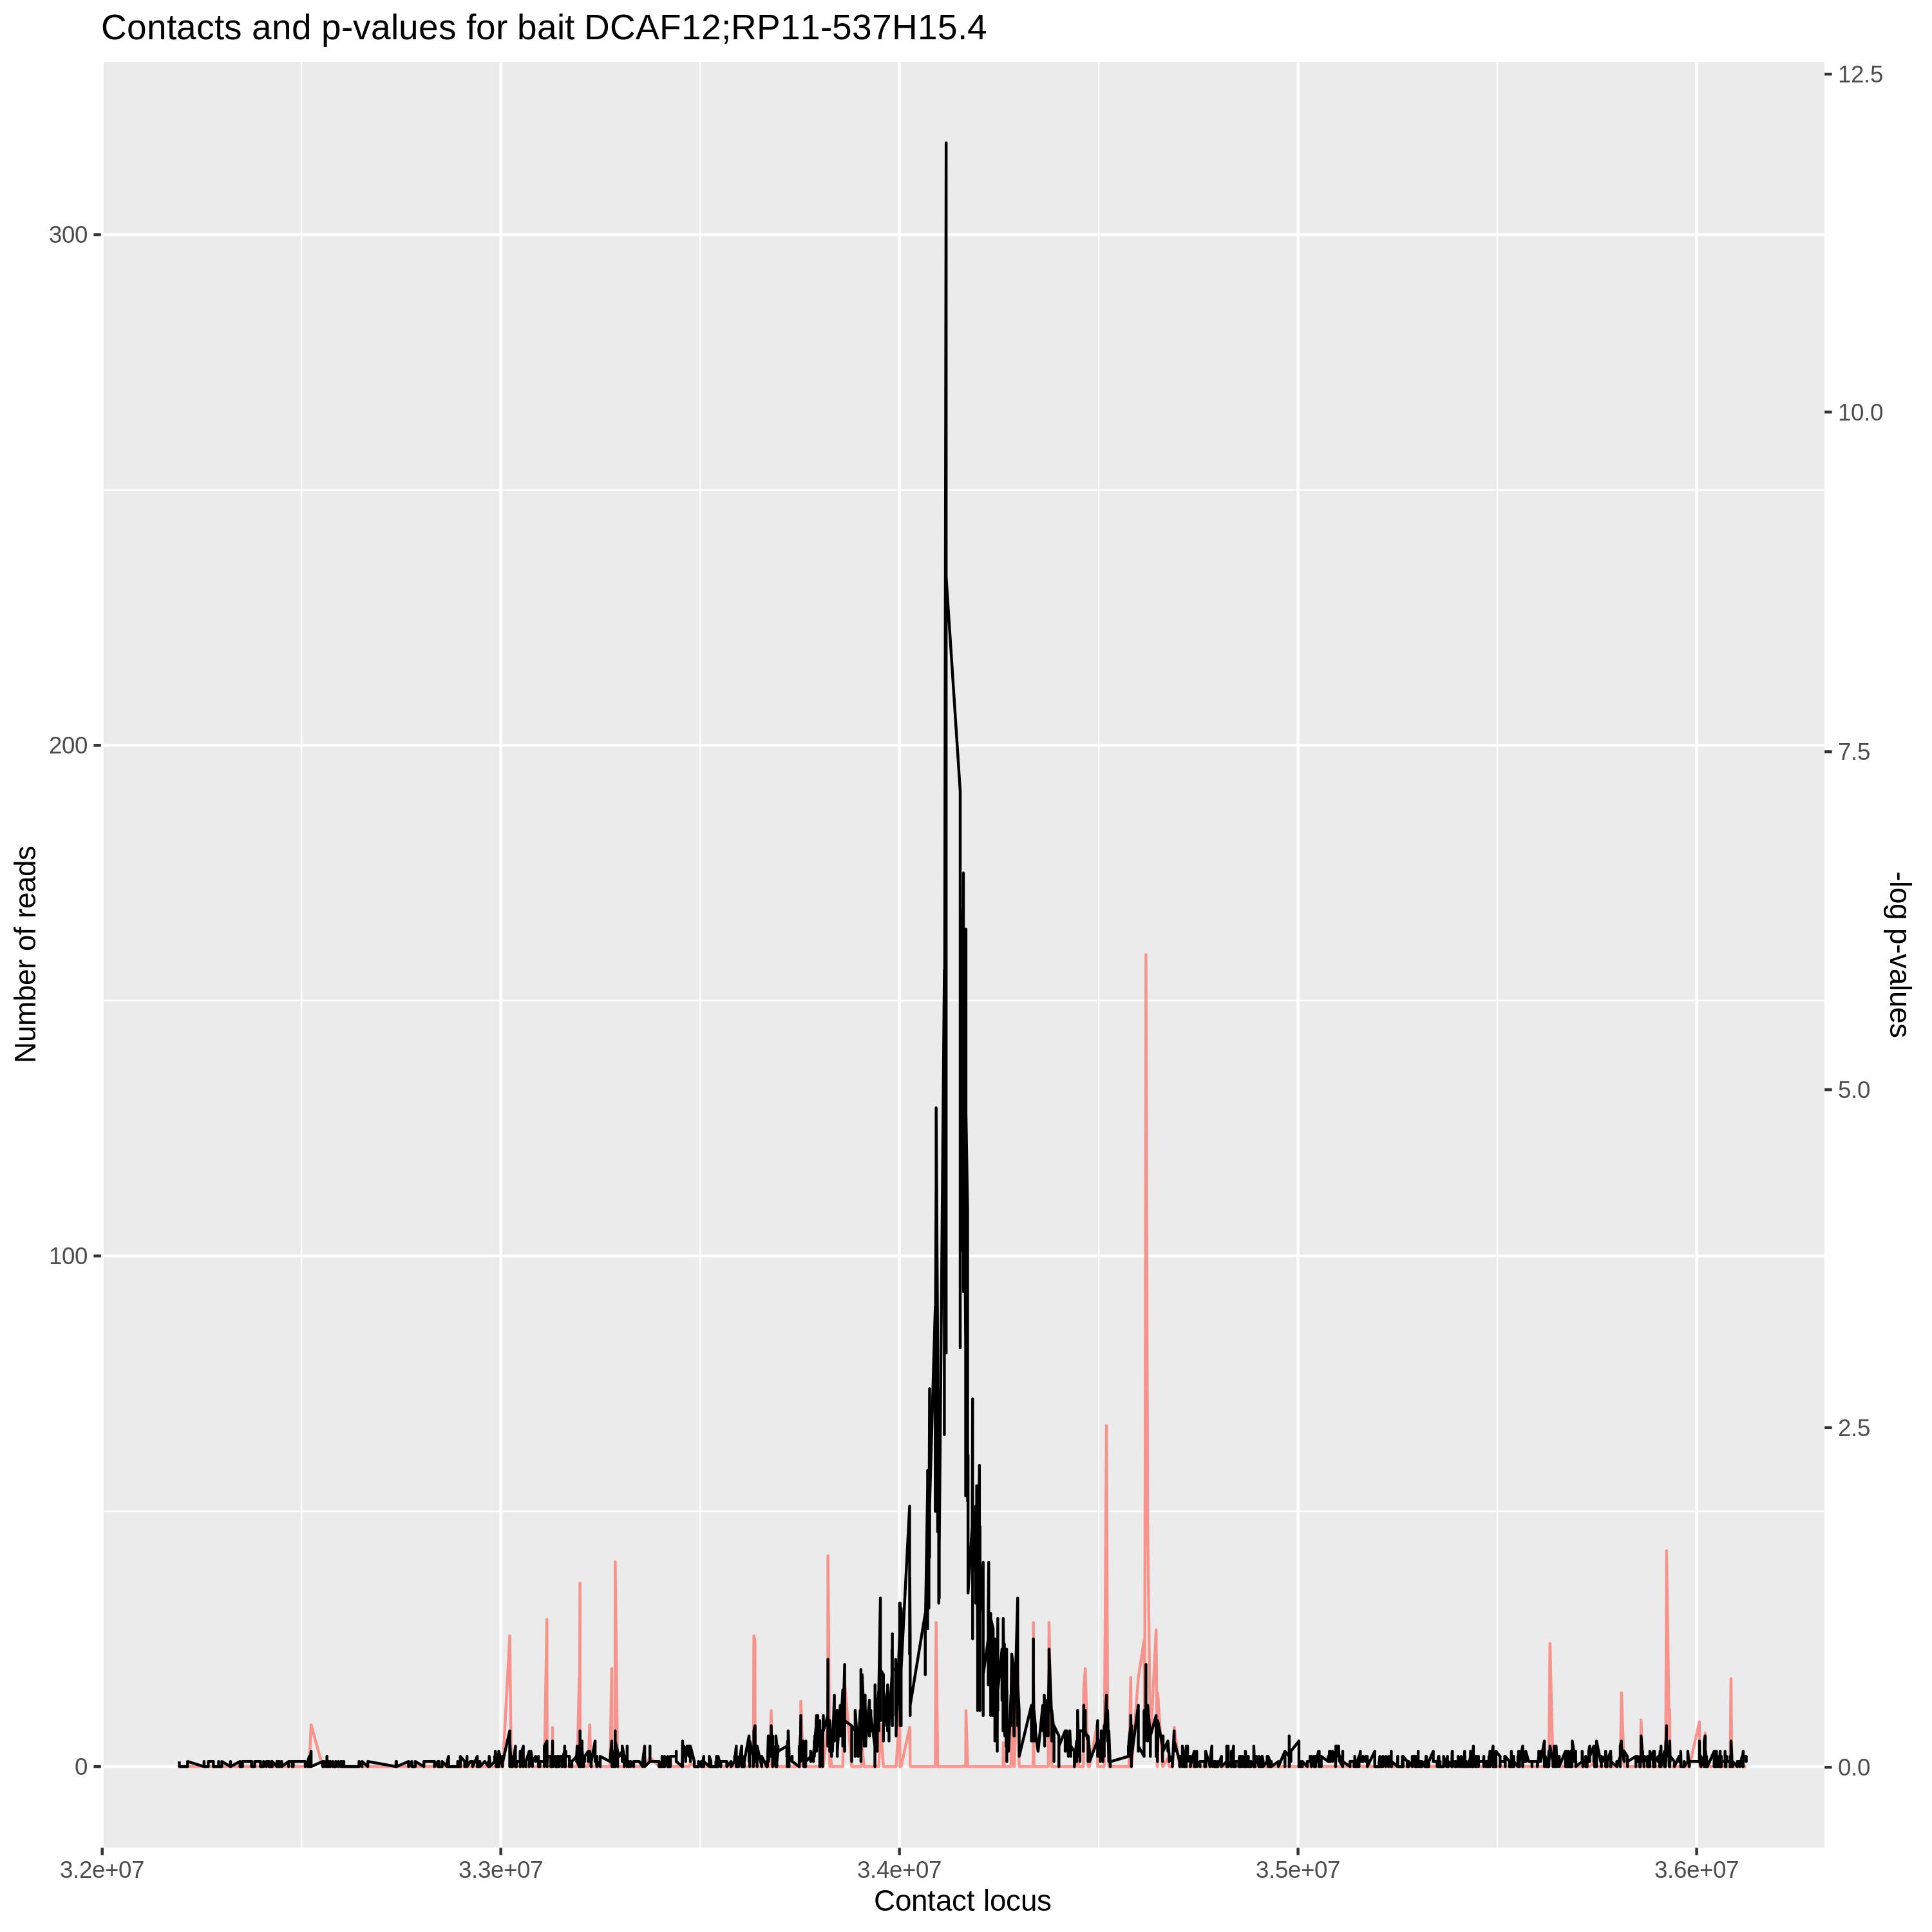 Contacts and p-values for bait DCAF12;RP11-537H15.4
12.5
300
10.0
200
7.5
Number of reads
-log p-values
5.0
100
2.5
0
0.0
3.2e+07
3.3e+07
3.4e+07
3.5e+07
3.6e+07
Contact locus